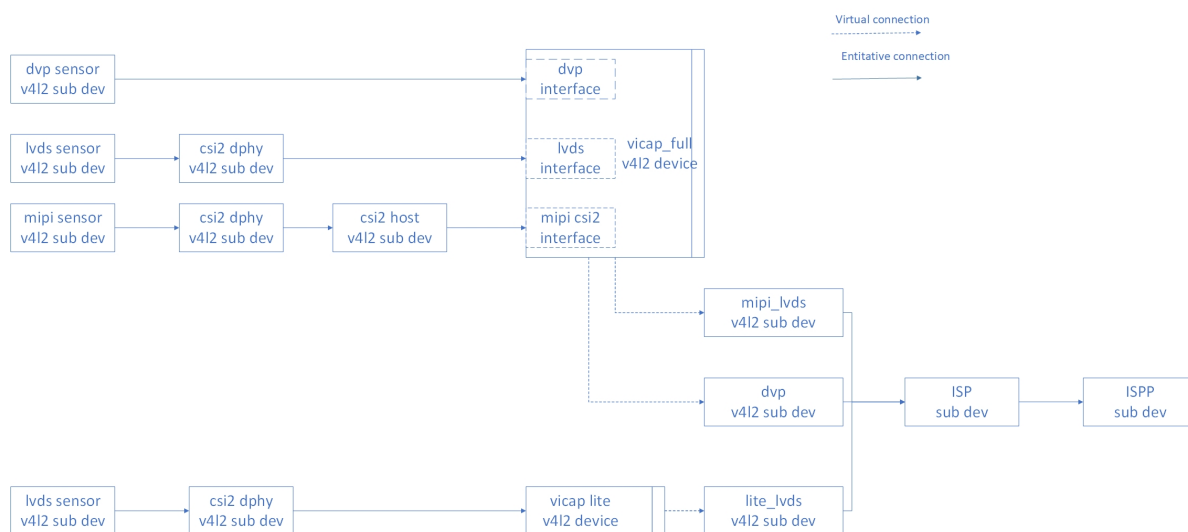 Virtual connection
Entitative connection
dvp sensor
v4l2 sub dev
dvp
interface
lvds sensor
v4l2 sub dev
csi2 dphy
v4l2 sub dev
lvds
interface
vicap_full
v4l2 device
mipi sensor
v4l2 sub dev
csi2 dphy
v4l2 sub dev
csi2 host
v4l2 sub dev
mipi csi2
interface
mipi_lvds
v4l2 sub dev
dvp
v4l2 sub dev
ISP
sub dev
ISPP
sub dev
lvds sensor
v4l2 sub dev
csi2 dphy
v4l2 sub dev
vicap lite
v4l2 device
lite_lvds
v4l2 sub dev